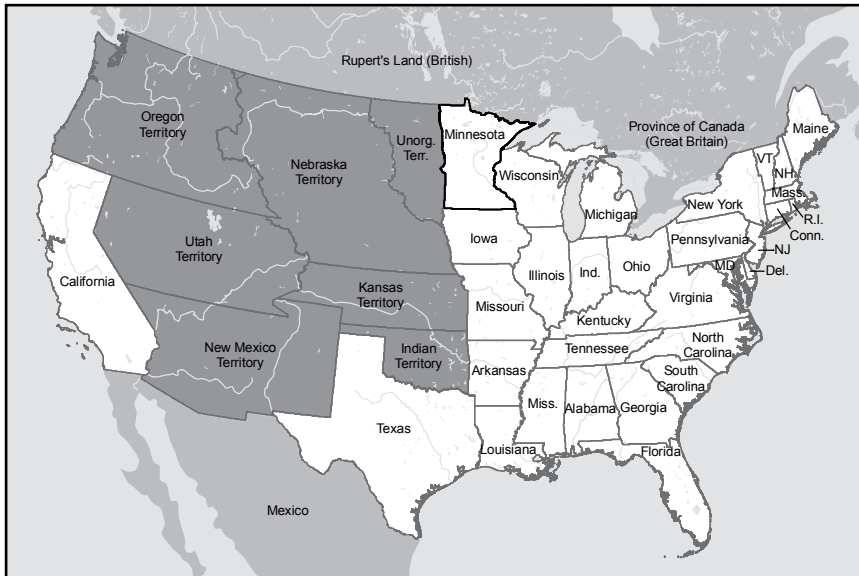 Rupert's Land (British)
Oregon
Territory
Nebraska
Territory
Unorg.
Terr.
Minnesota
Province of Canada
(Great Britain)
Maine
VT
NH.
Mass.
Wisconsin
New York
R.I.
Conn.
Michigan
Utah
Territory
Iowa
Pennsylvania
NJ
California
Illinois
Ind.
Ohio
MD
Del.
Kansas
Territory
Missouri
Virginia
Kentucky
New Mexico
Territory
Indian
Territory
Tennessee
North
Carolina
Arkansas
South
Carolina
Texas
Miss.
Alabama
Georgia
Louisiana
Florida
Mexico